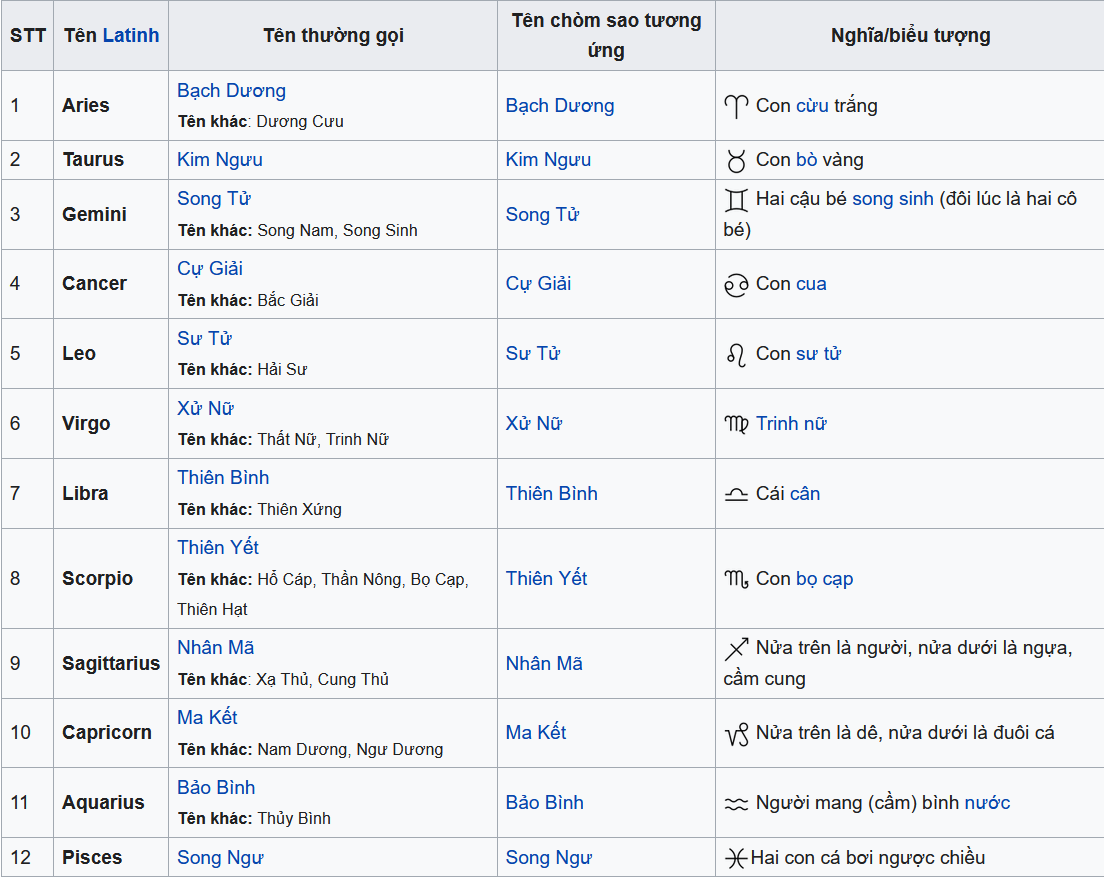 STT Tên Latinh Tên thường gọi Tên chòm sao tương ứng Nghĩa/biểu tượng
1 Aries Bạch Dương
Tên khác: Dương Cưu Bạch Dương ♈ Con cừu trắng
2 Taurus Kim Ngưu Kim Ngưu ♉ Con bò vàng
3 Gemini Song Tử
Tên khác: Song Nam, Song Sinh Song Tử ♊ Hai cậu bé song sinh (đôi lúc là hai cô
bé)
4 Cancer Cự Giải
Tên khác: Bắc Giải Cự Giải ♋ Con cua
5 Leo Sư Tử
Tên khác: Hải Sư Sư Tử ♌ Con sư tử
6 Virgo Xử Nữ
Tên khác: Thất Nữ, Trinh Nữ Xử Nữ ♍ Trinh nữ
7 Libra Thiên Bình
Tên khác: Thiên Xứng Thiên Bình ♎ Cái cân
8 Scorpio Thiên Yết
Tên khác: Hổ Cáp, Thần Nông, Bọ Cạp,
Thiên Hạt Thiên Yết ♏ Con bọ cạp
9 Sagittarius Nhân Mã
Tên khác: Xạ Thủ, Cung Thủ Nhân Mã ♐ Nửa trên là người, nửa dưới là ngựa,
cầm cung
10 Capricorn Ma Kết
Tên khác: Nam Dương, Ngư Dương Ma Kết ♑ Nửa trên là dê, nửa dưới là đuôi cá
11 Aquarius Bảo Bình
Tên khác: Thủy Bình Bảo Bình ♒ Người mang (cầm) bình nước
12 Pisces Song Ngư Song Ngư ♓ Hai con cá bơi ngược chiều